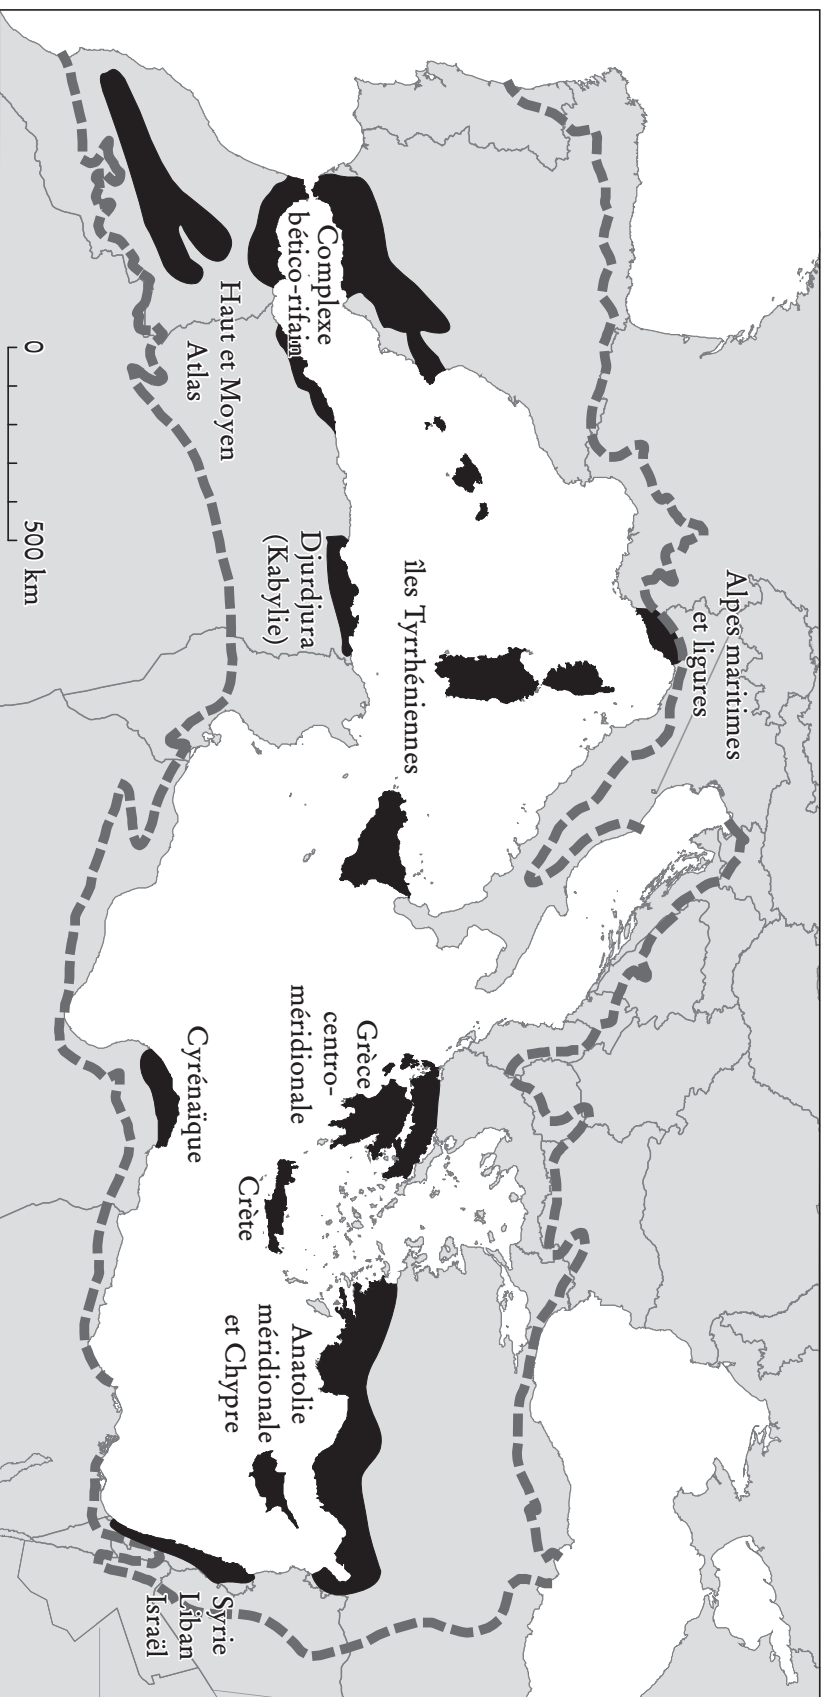 Alpes maritimes
et ligures
Complexe
bético-rifain
îles Tyrrhéniennes
Haut et Moyen
Atlas
Djurdjura
(Kabylie)
Grèce
centro-
méridionale
Cyrénaïque
Crète
Anatolie
méridionale
et Chypre
Syrie
Liban
Israël
0 500 km